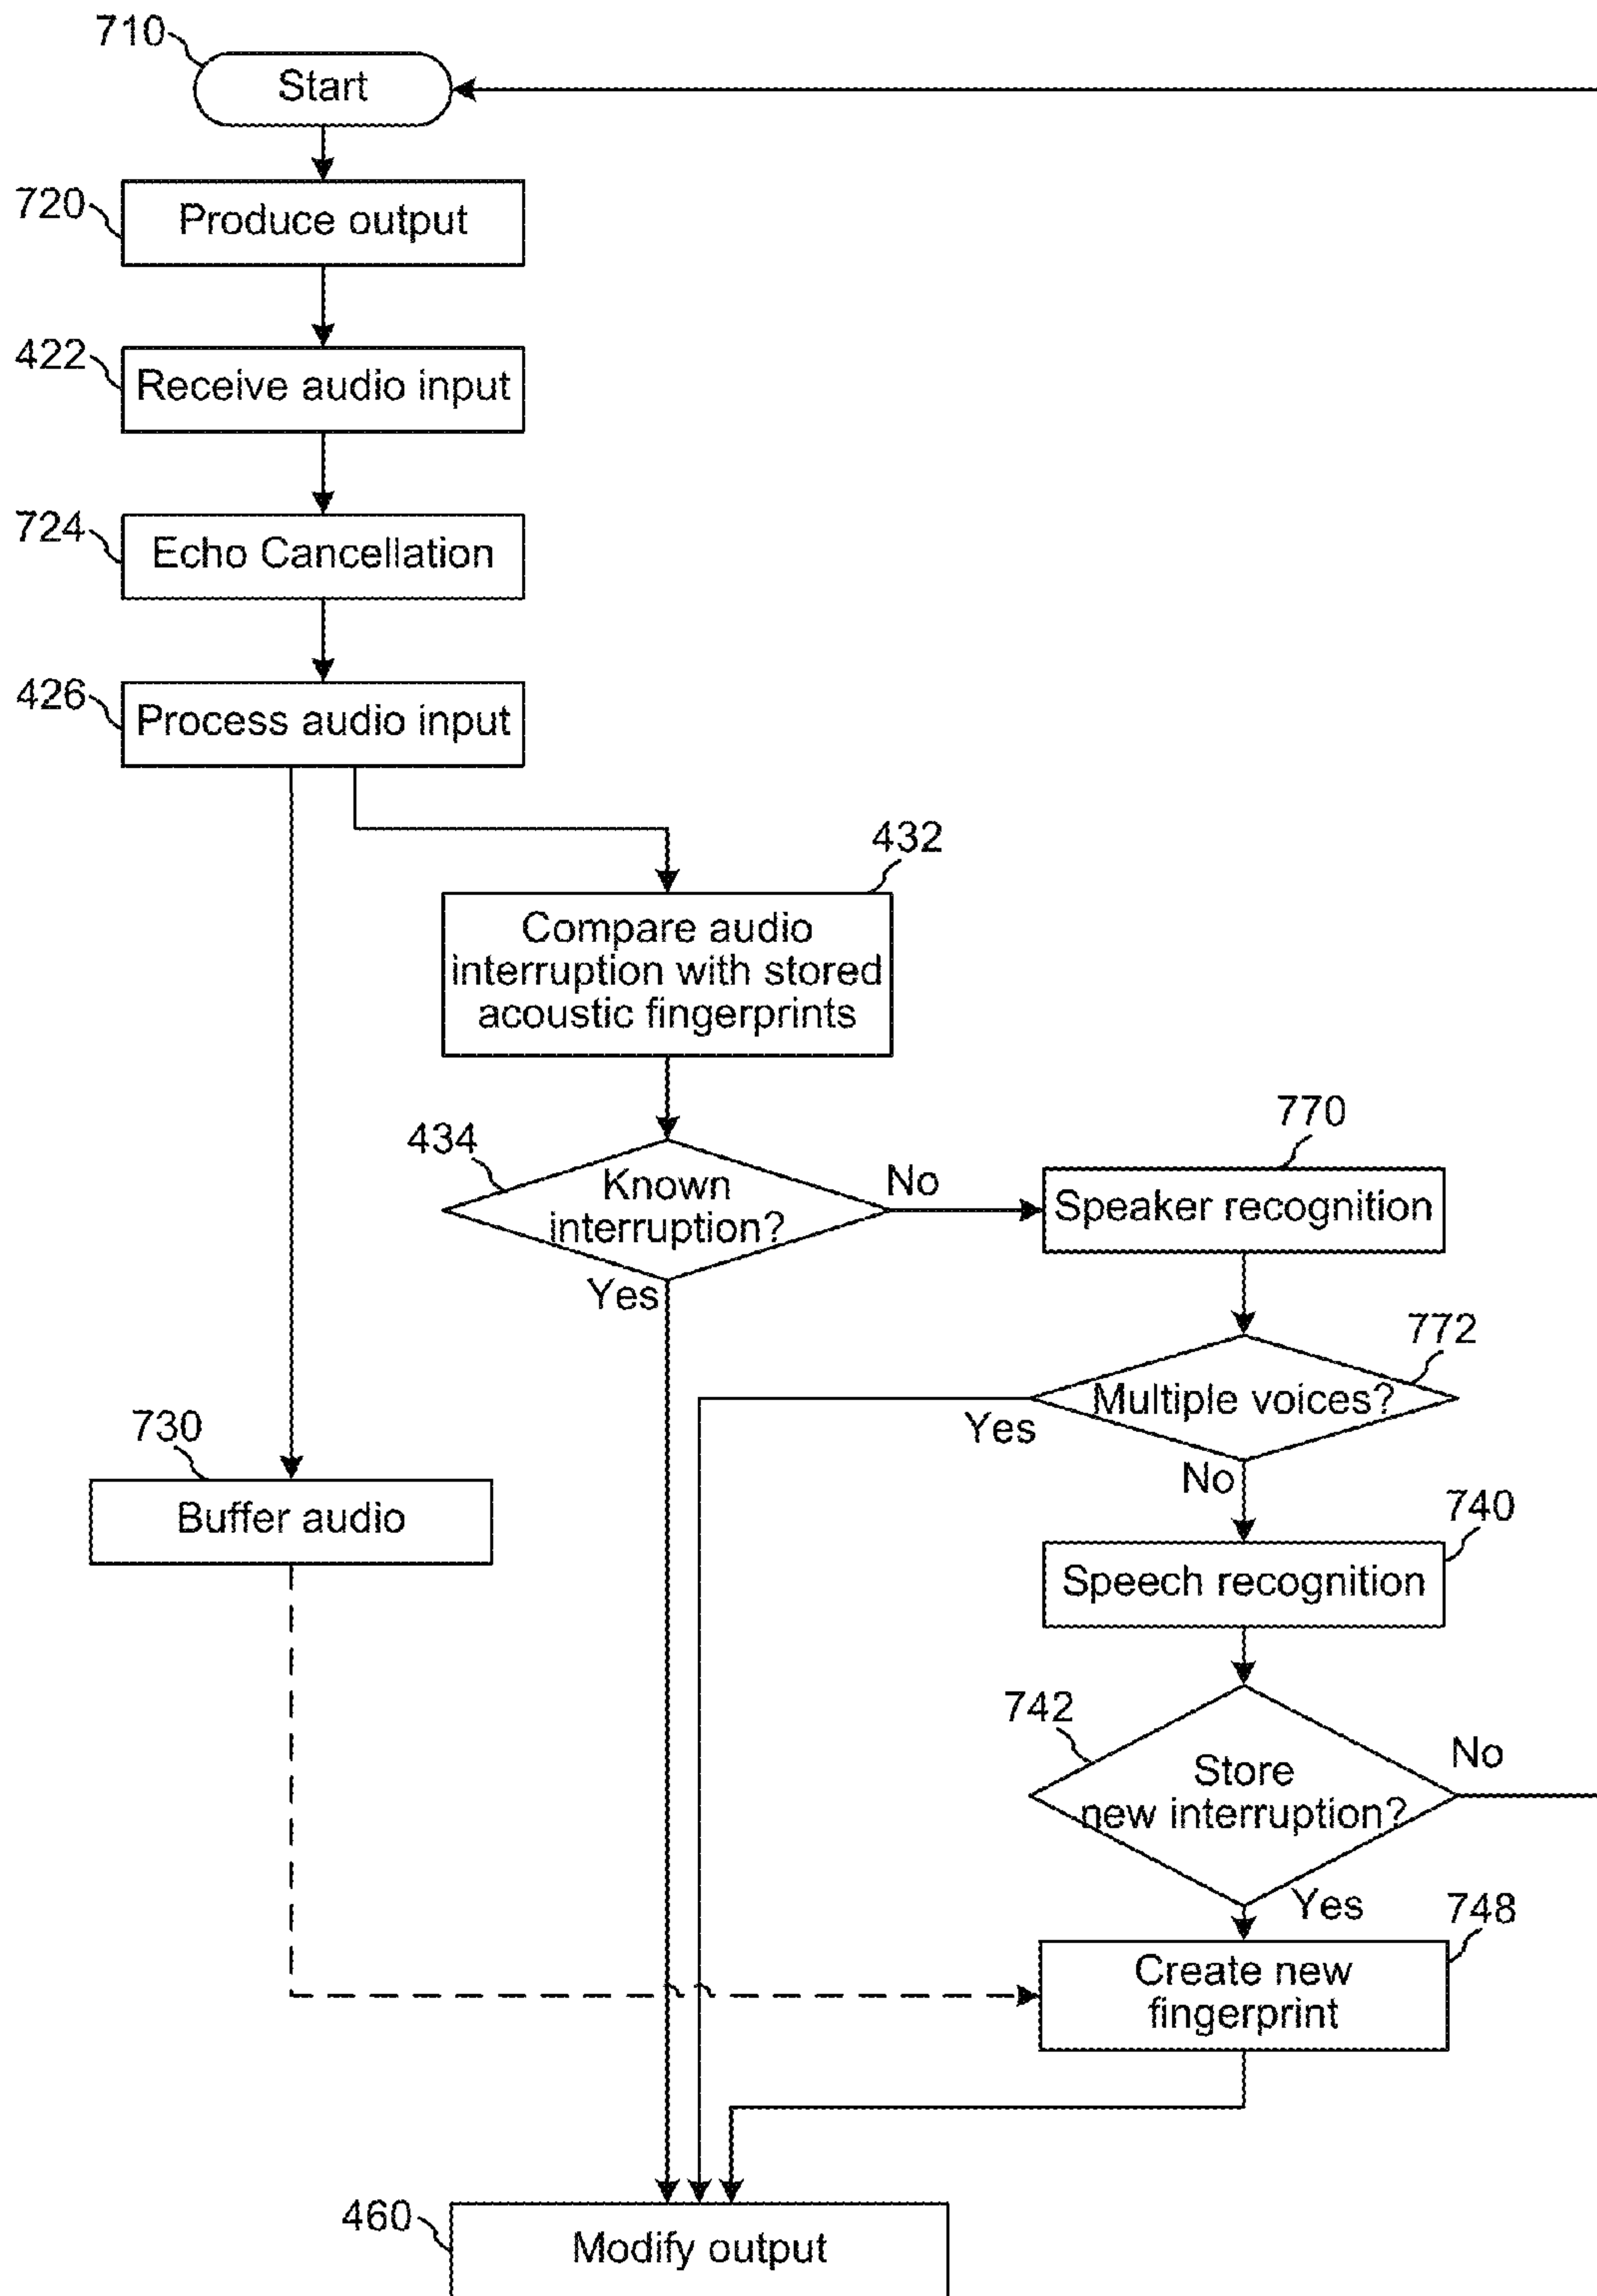 710
Start
720
Produce output
422
Receive audio input
724
Echo Cancellation
426
Process audio input
432
Compare audio
interruption with stored
acoustic fingerprints
434
Known
interruption?
No
Yes
770
Speaker recognition
772
Multiple voices?
Yes
No
730
Buffer audio
740
Speech recognition
742
Store
new interruption?
No
Yes
748
Create new
fingerprint
460
Modify output